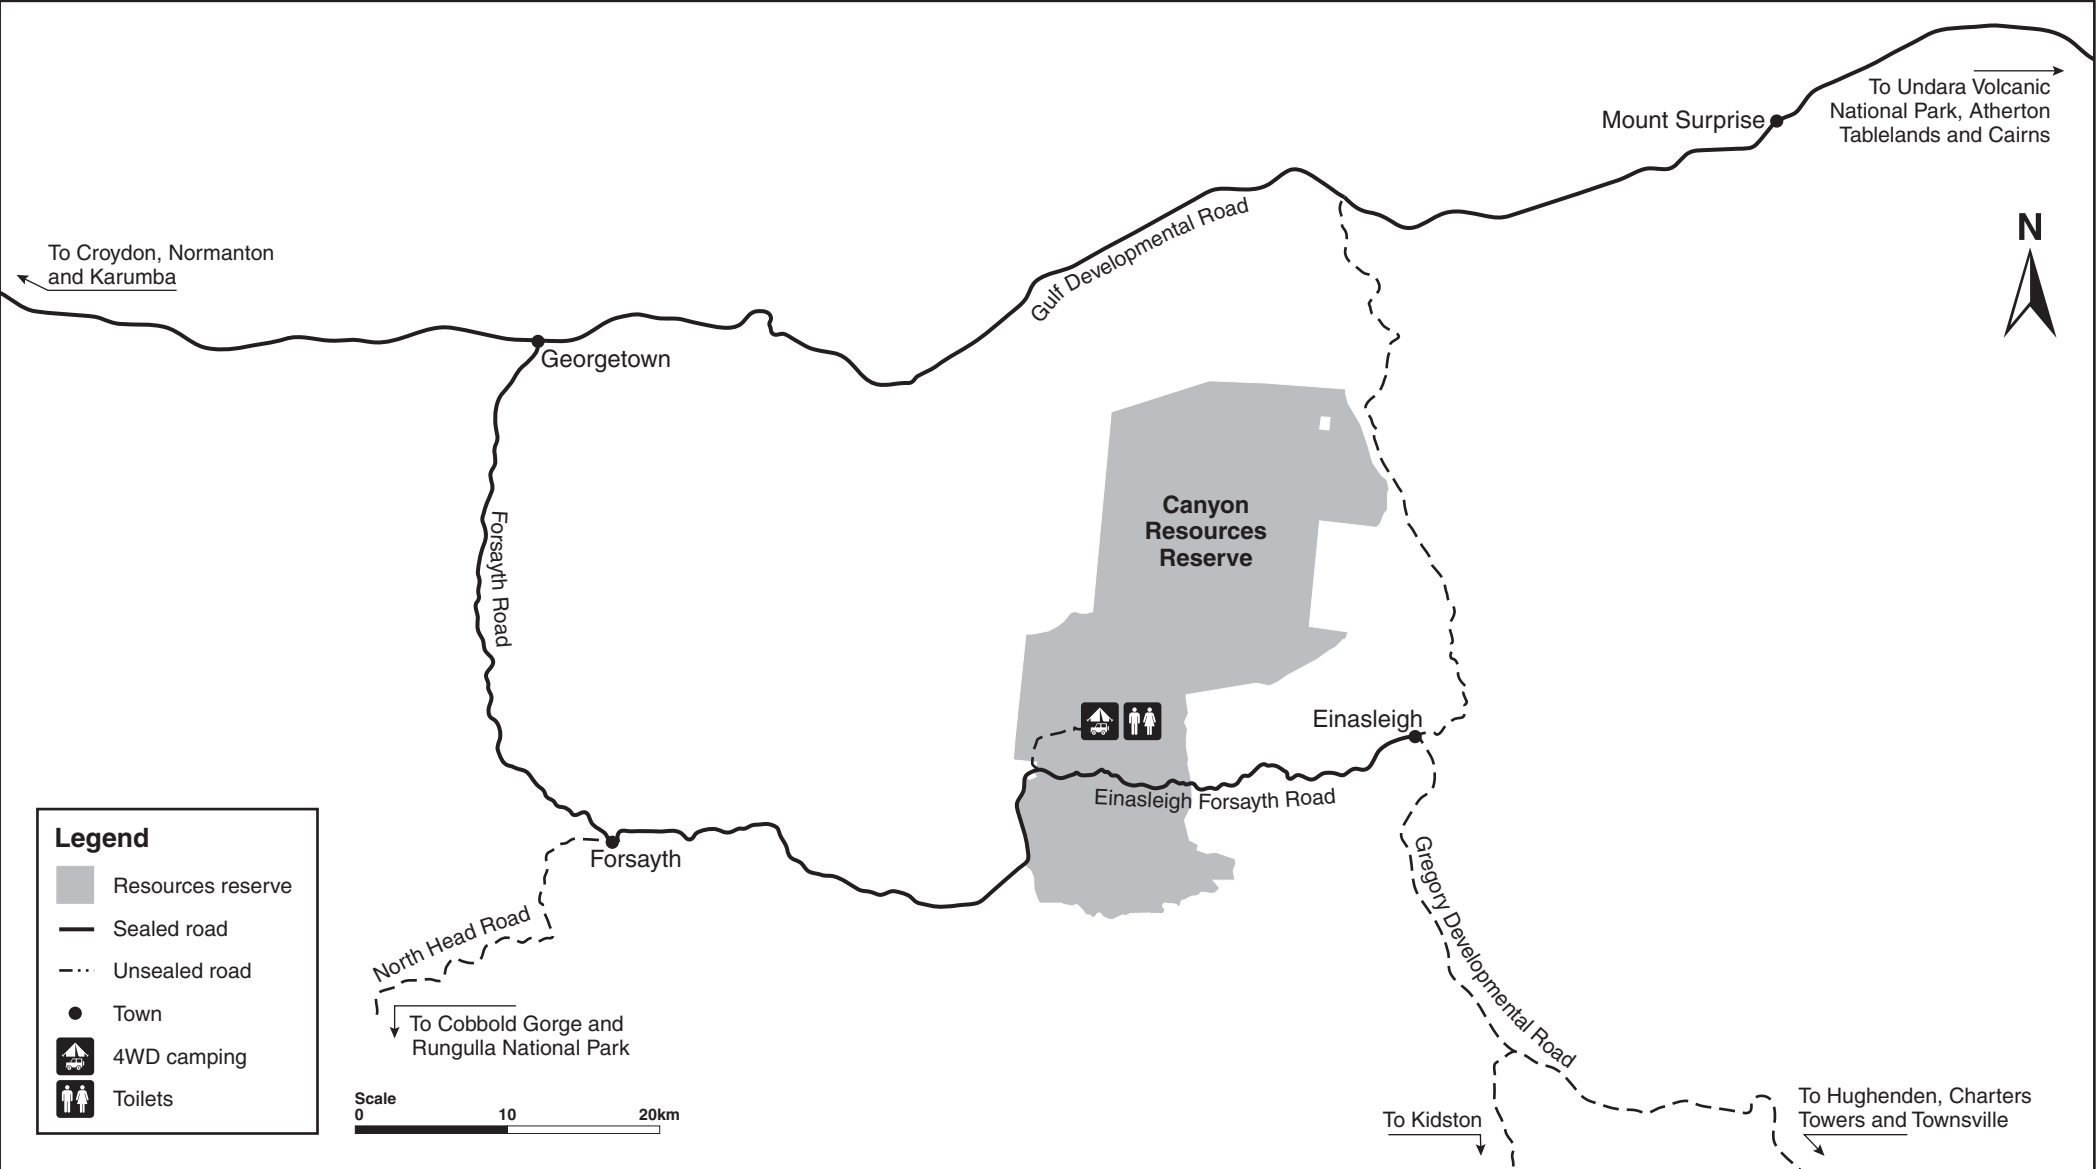 To Undara Volcanic
National Park, Atherton
Tablelands and Cairns
Mount Surprise
N
Gulf Developmental Road
To Croydon, Normanton
and Karumba
Georgetown
Canyon
Resources
Reserve
Forsayth Road
Einasleigh
Einasleigh Forsayth Road
Forsayth
Gregory Developmental Road
North Head Road
To Cobbold Gorge and
Rungulla National Park
To Kidston
To Hughenden, Charters
Towers and Townsville
Legend
Resources reserve
Sealed road
Unsealed road
Town
4WD camping
Toilets
Scale
0 10 20km